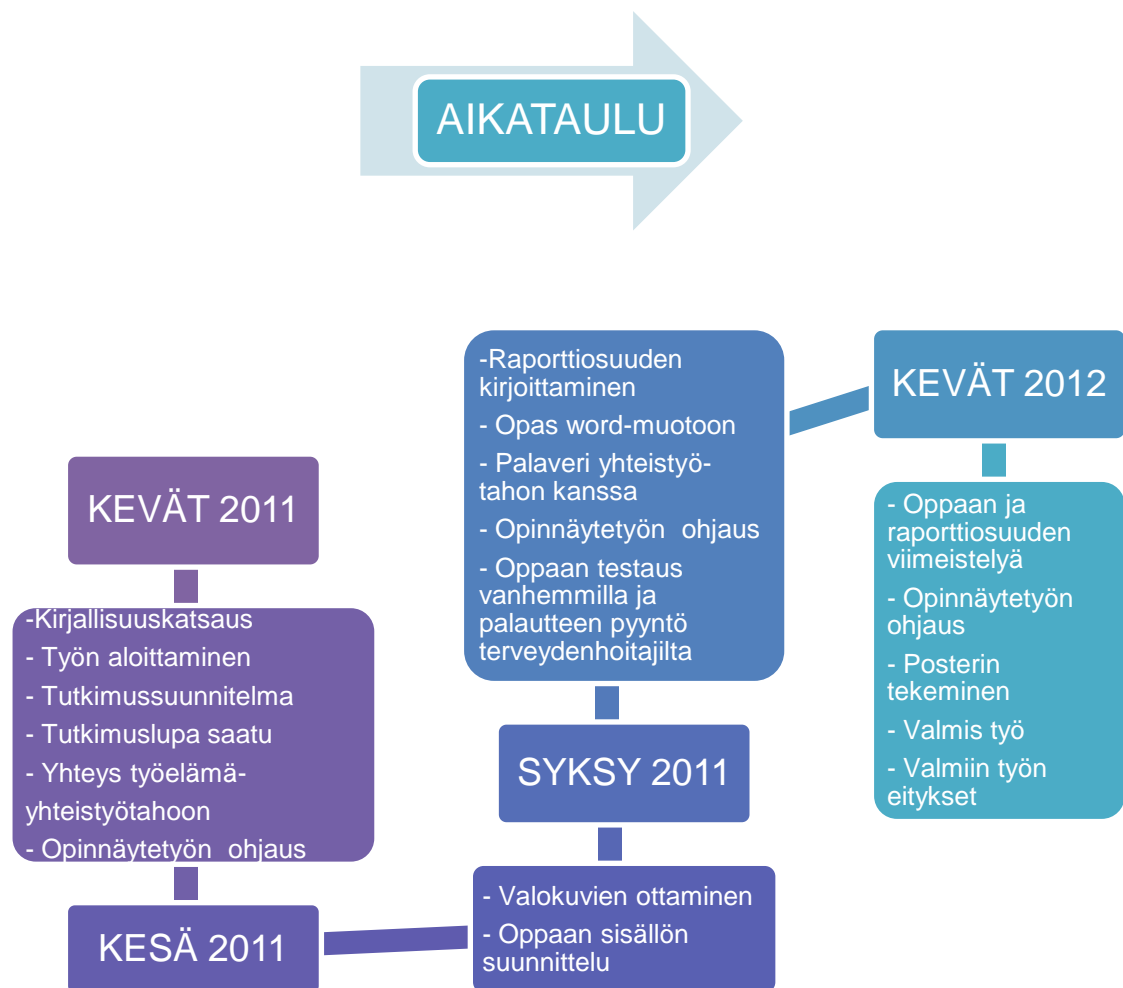 AIKATAULU
KEVÄT 2011
-Kirjallisuuskatsaus
- Työn aloittaminen
- Tutkimussuunnitelma
- Tutkimuslupa saatu
- Yhteys työelämä-
yhteistyötahoon
- Opinnäytetyön ohjaus
KESÄ 2011
- Valokuvien ottaminen
- Oppaan sisällön
suunnittelu
SYKSY 2011
-Raporttiosuuden
kirjoittaminen
- Opas word-muotoon
- Palaveri yhteistyö-
tahon kanssa
- Opinnäytetyön ohjaus
- Oppaan testaus
vanhemmilla ja
palautteen pyyntö
terveydenhoitajilta
KEVÄT 2012
- Oppaan ja
raporttiosuuden
viimeistelyä
- Opinnäytetyön
ohjaus
- Posterin
tekeminen
- Valmis työ
- Valmiin työn
eitykset